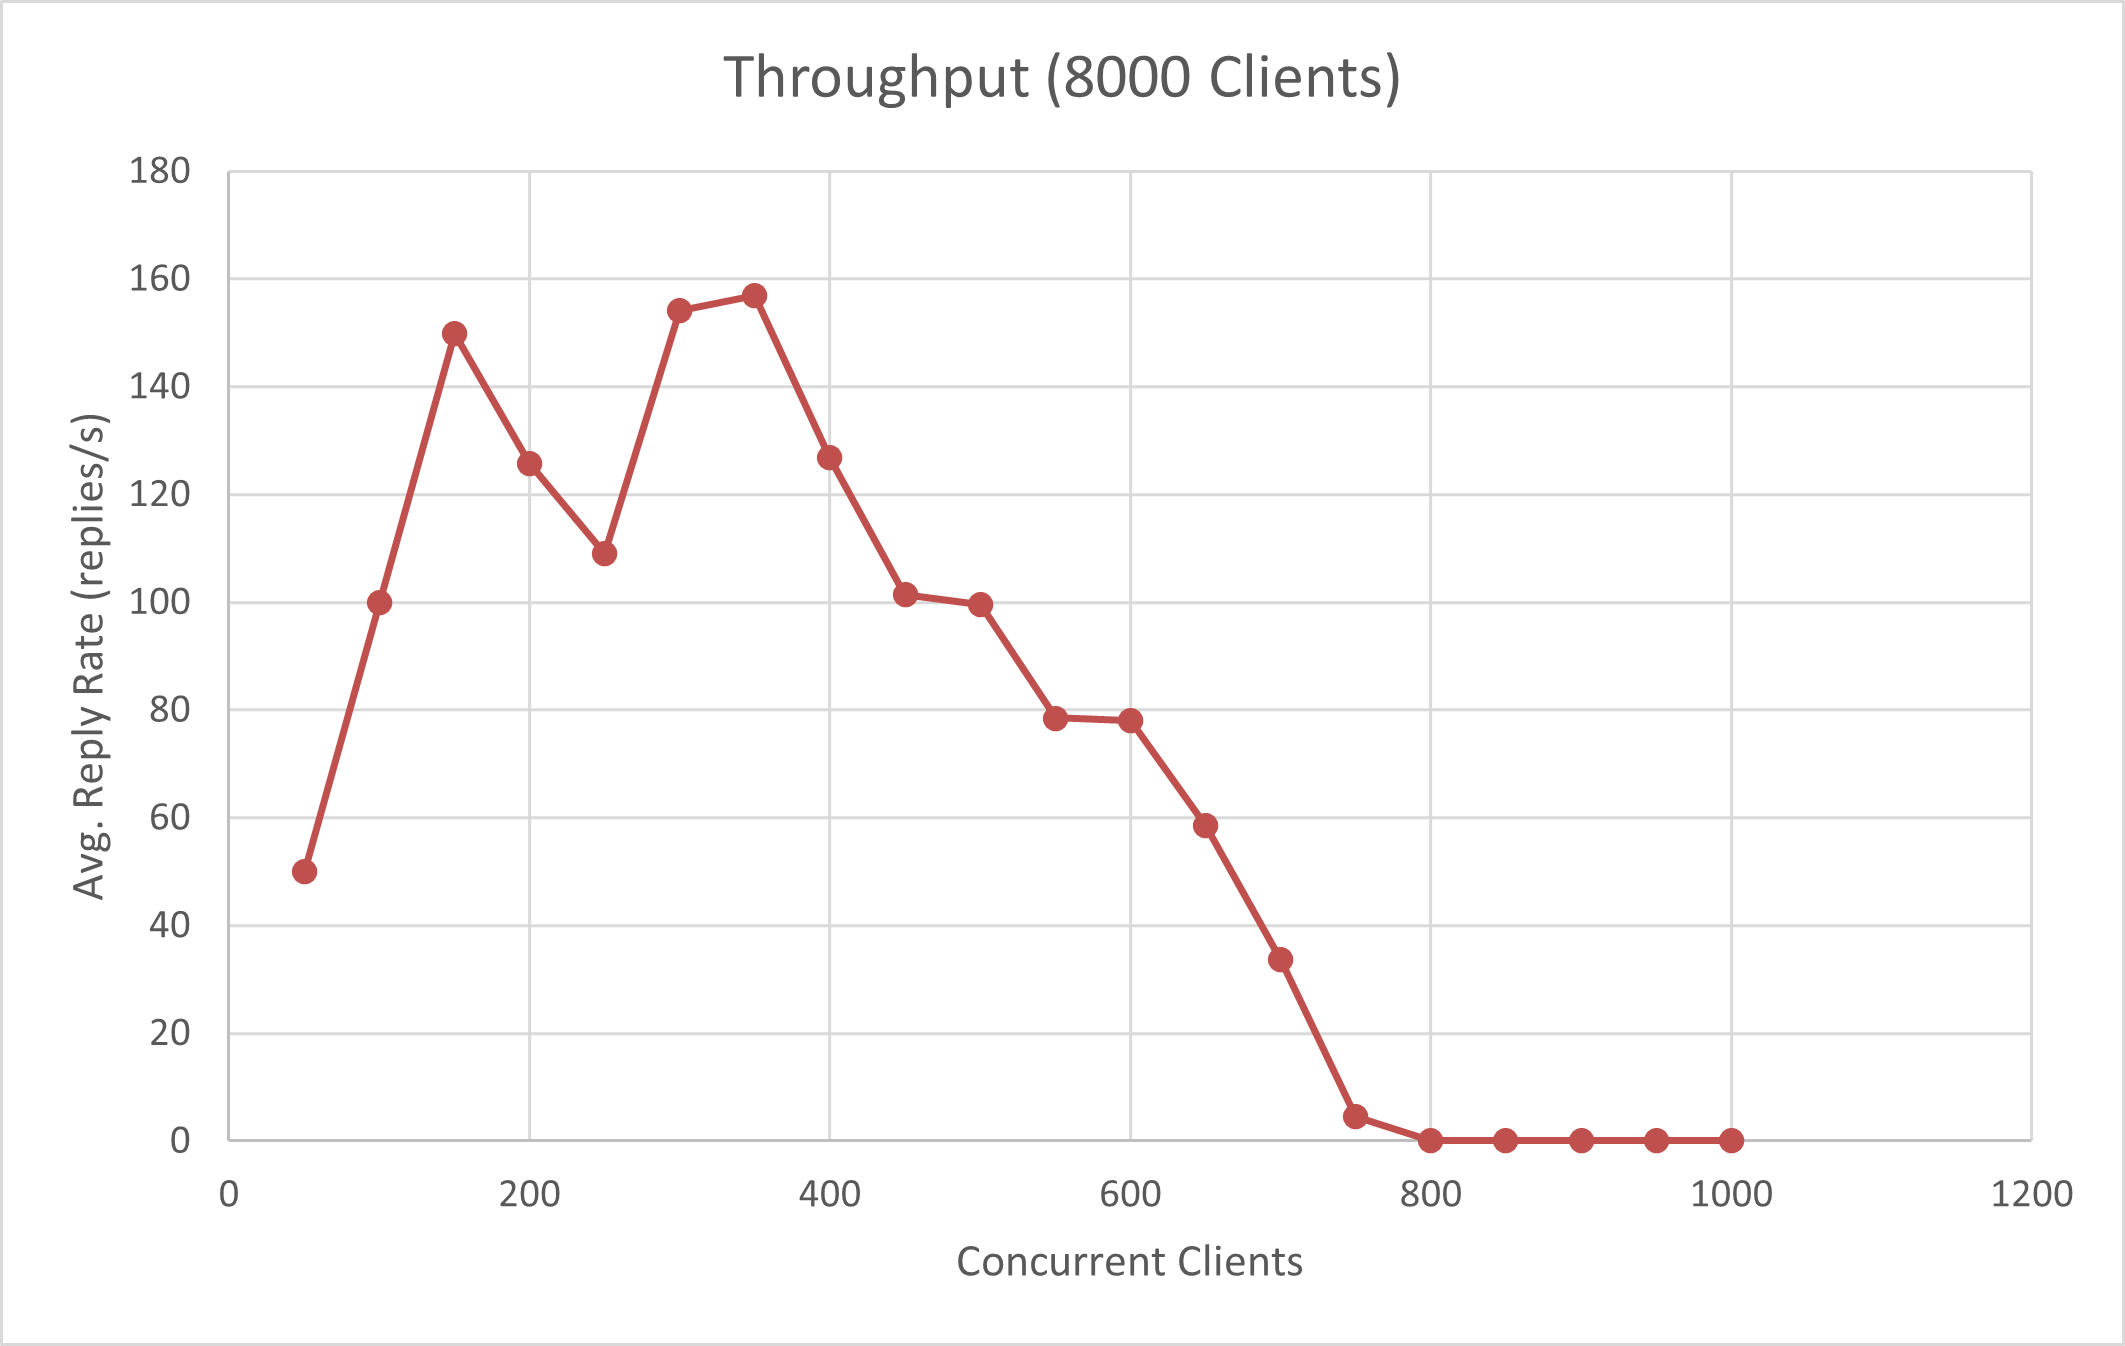 Throughput (8000 Clients)
180
160
140
120
100
80
60
40
20
0
Avg. Reply Rate (replies/s)
0 200 400 600 800 1000 1200
Concurrent Clients